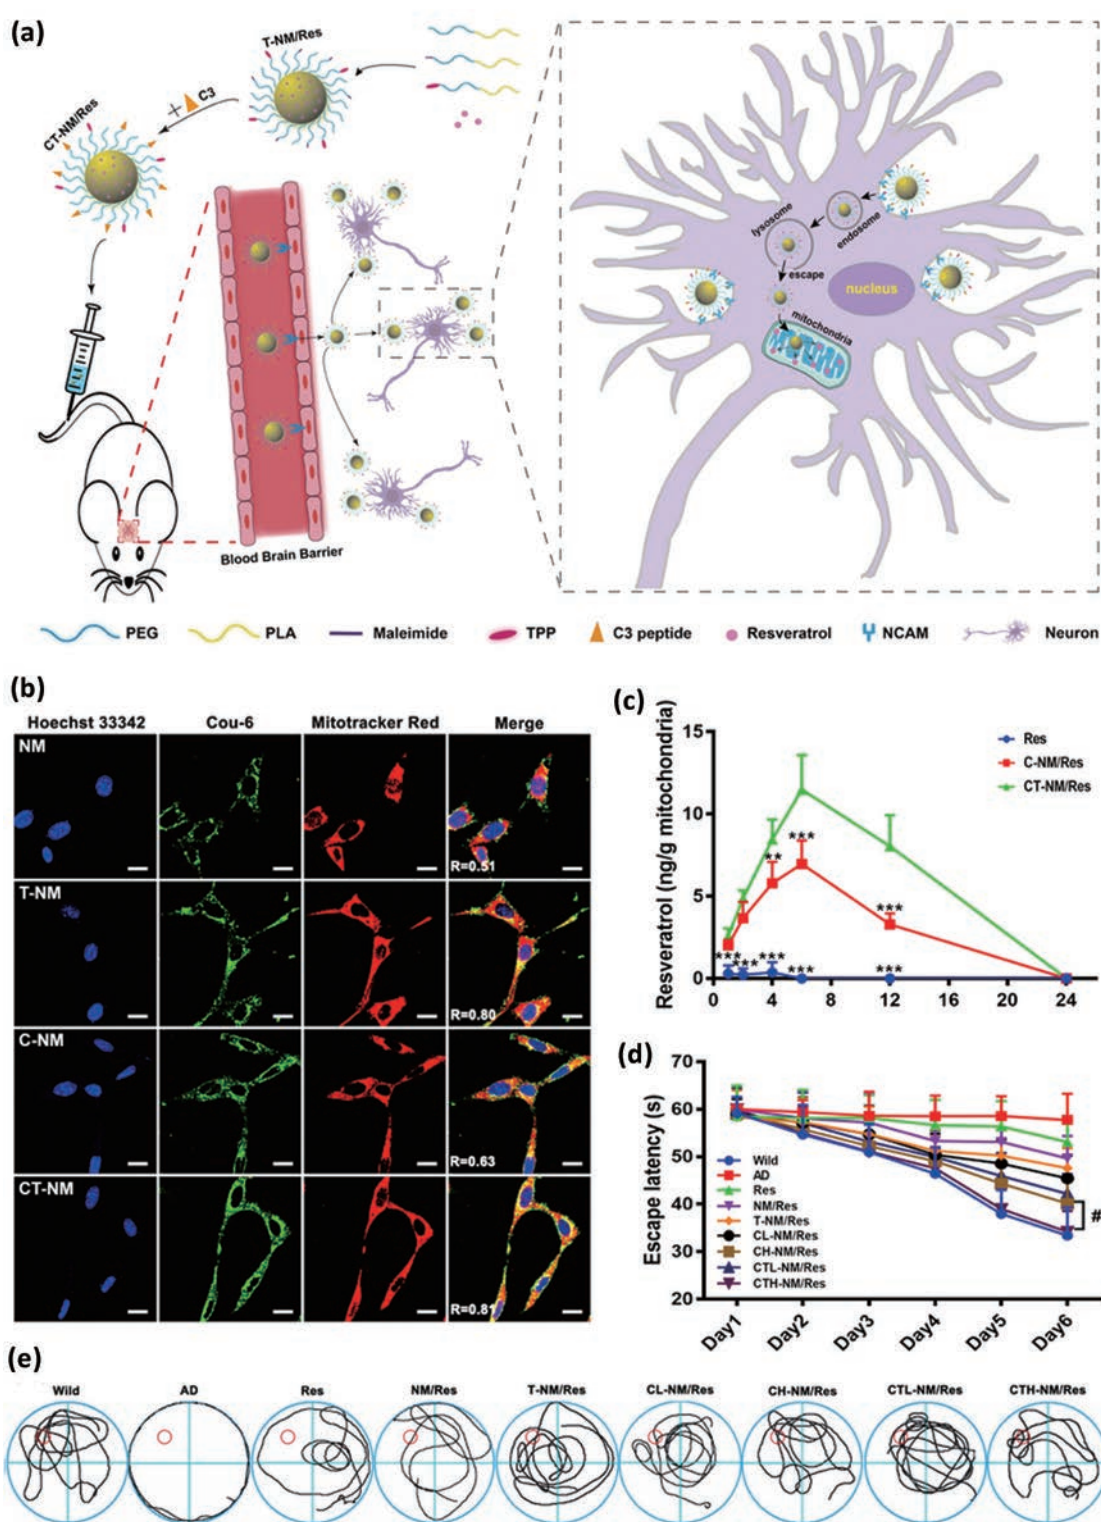 (a)
T-NM/Res
+ C3
CT-NM/Res
lysosome
endosome
escape
nucleus
mitochondria
Blood Brain Barrier
PEG PLA Maleimide TPP C3 peptide Resveratrol NCAM Neuron
(b)
Hoechst 33342 Cou-6 Mitotracker Red Merge
NM
R=0.51
T-NM
R=0.80
C-NM
R=0.63
CT-NM
R=0.81
(c)
Resveratrol (ng/g mitochondria)
15
10
5
0
0 4 8 12 16 20 24
Res
C-NM/Res
CT-NM/Res
** ***
***
*** *** *** *** ***
(d)
Escape latency (s)
70
60
50
40
30
20
Wild
AD
Res
NM/Res
T-NM/Res
CL-NM/Res
CH-NM/Res
CTL-NM/Res
CTH-NM/Res
#
Day1 Day2 Day3 Day4 Day5 Day6
(e)
Wild AD Res NM/Res T-NM/Res CL-NM/Res CH-NM/Res CTL-NM/Res CTH-NM/Res